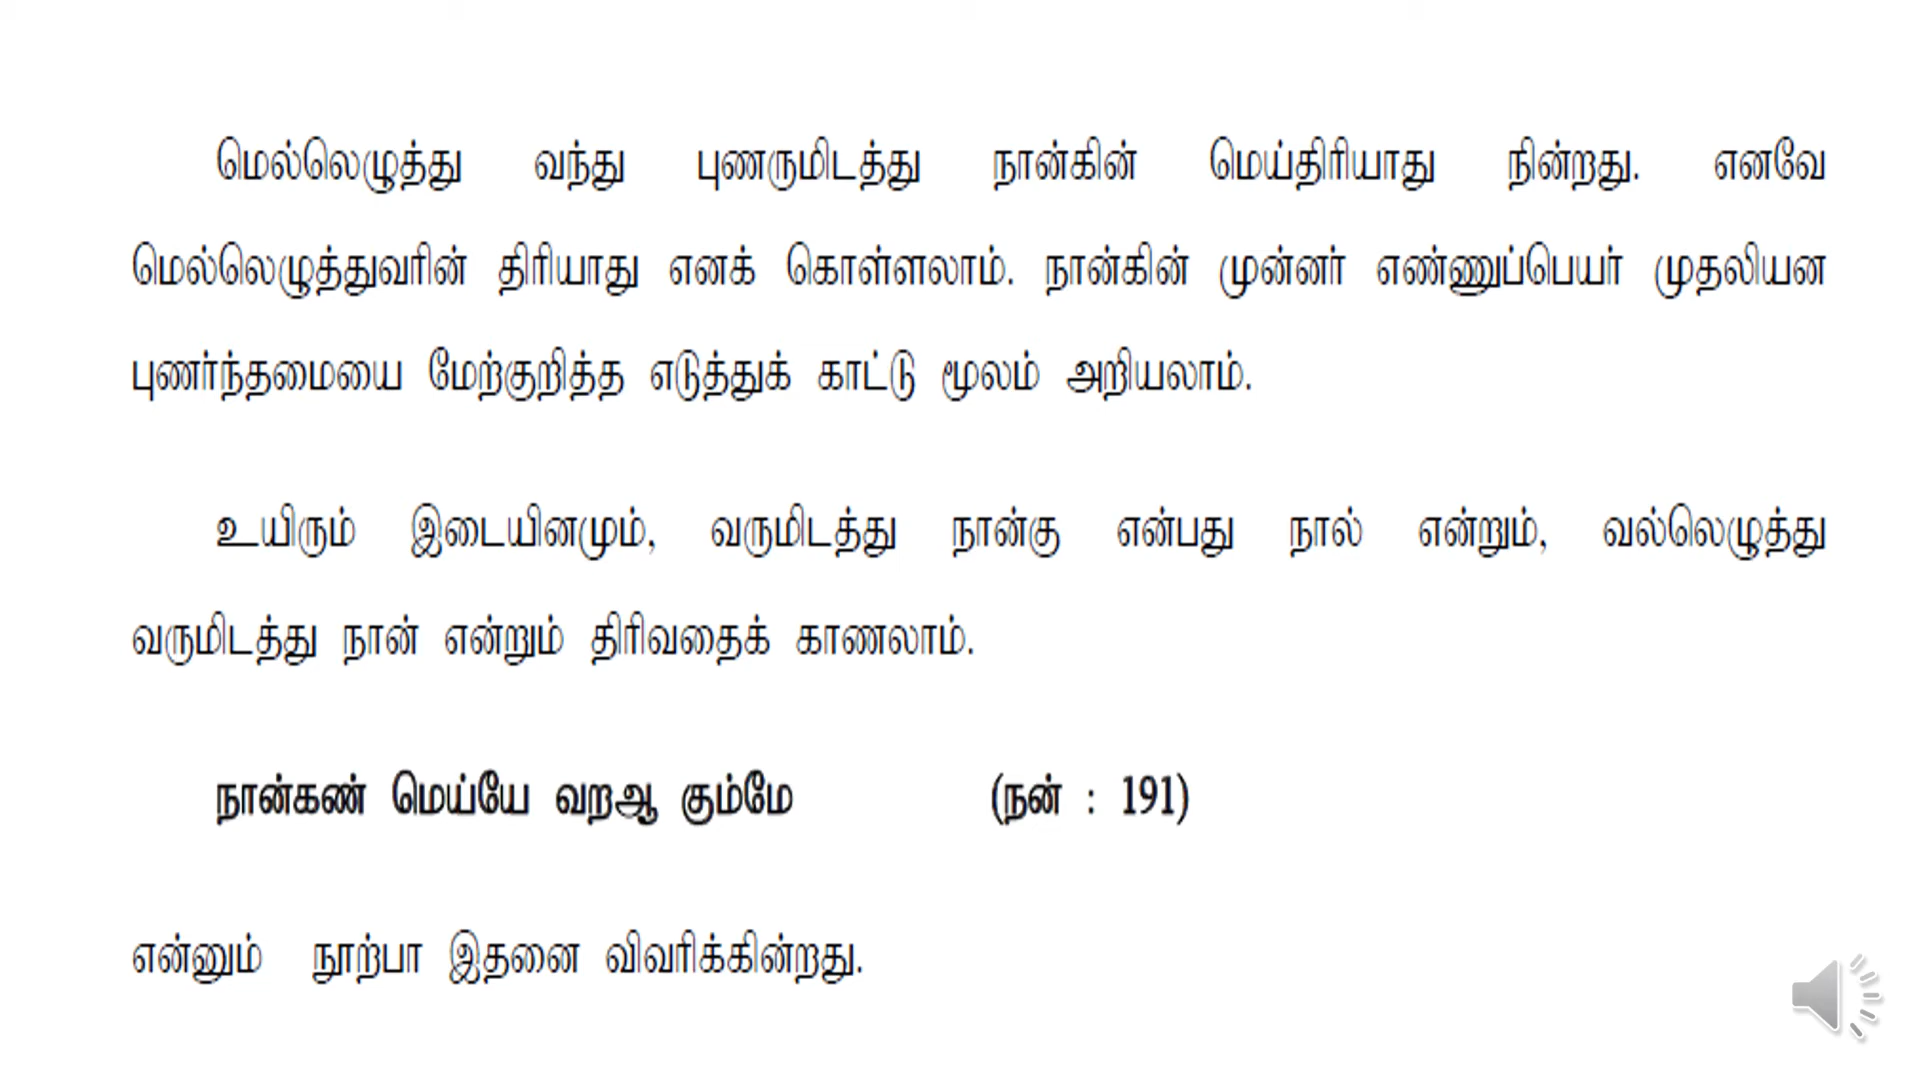 மெல்லெழுத்து வந்து புணருமிடத்து நான்கின் மெய்திரியாது நின்றது. எனவே
மெல்லெழுத்துவரின் திரியாது எனக் கொள்ளலாம். நான்கின் முன்னர் எண்ணுப்பெயர் முதலியன
புணர்ந்தமையை மேற்குறித்த எடுத்துக் காட்டு மூலம் அறியலாம்.
உயிரும் இடையினமும், வருமிடத்து நான்கு என்பது நால் என்றும், வல்லெழுத்து
வருமிடத்து நான் என்றும் திரிவதைக் காணலாம்.
நான்கண் மெய்யே லறஆ கும்மே (நன் : 191)
என்னும் நூற்பா இதனை விவரிக்கின்றது.